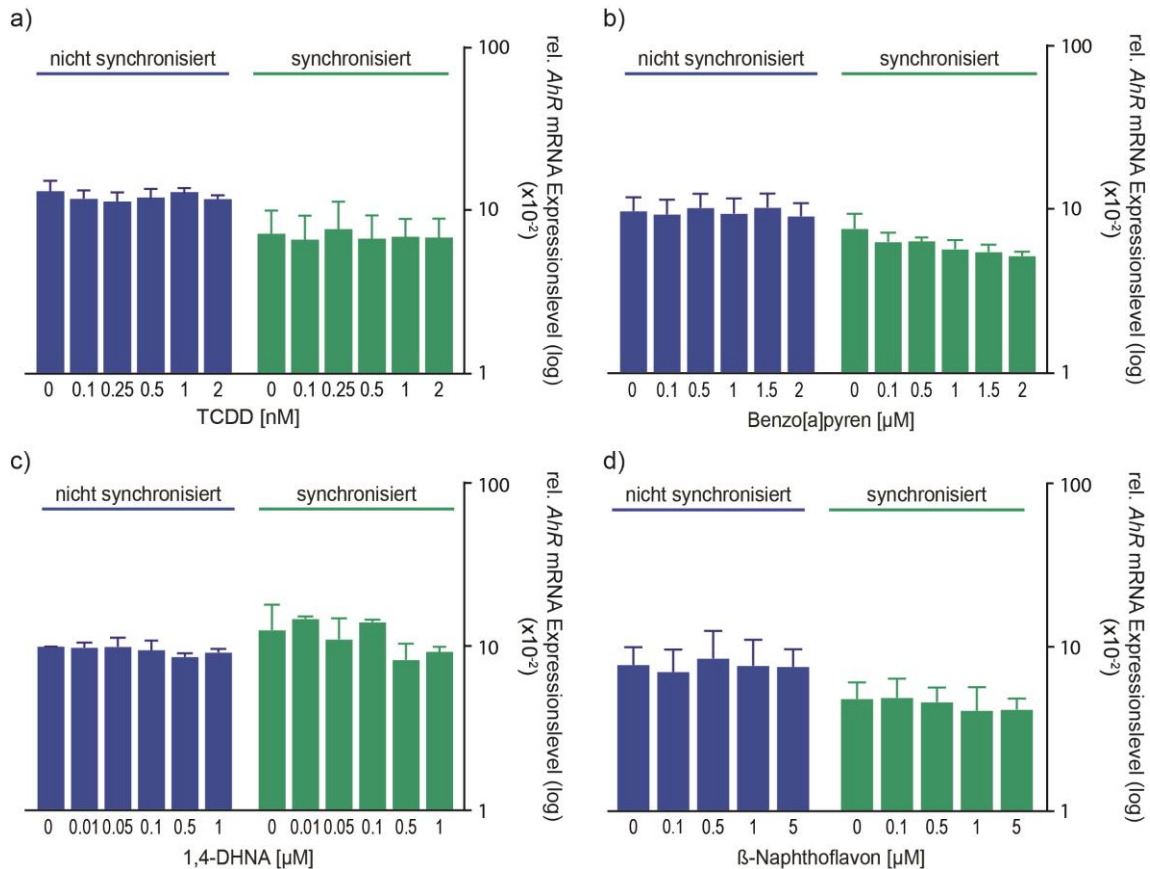 a)
nicht synchronisiert
synchronisiert
100
10
1
rel. AhR mRNA Expressionslevel (log)
(x10⁻²)
0 0.1 0.25 0.5 1 2 0 0.1 0.25 0.5 1 2
TCDD [nM]
b)
nicht synchronisiert
synchronisiert
100
10
1
rel. AhR mRNA Expressionslevel (log)
(x10⁻²)
0 0.1 0.5 1 1.5 2 0 0.1 0.5 1 1.5 2
Benzo[a]pyren [µM]
c)
nicht synchronisiert
synchronisiert
100
10
1
rel. AhR mRNA Expressionslevel (log)
(x10⁻²)
0 0.01 0.05 0.1 0.5 1 0 0.01 0.05 0.1 0.5 1
1,4-DHNA [µM]
d)
nicht synchronisiert
synchronisiert
100
10
1
rel. AhR mRNA Expressionslevel (log)
(x10⁻²)
0 0.1 0.5 1 5 0 0.1 0.5 1 5
ß-Naphthoflavon [µM]